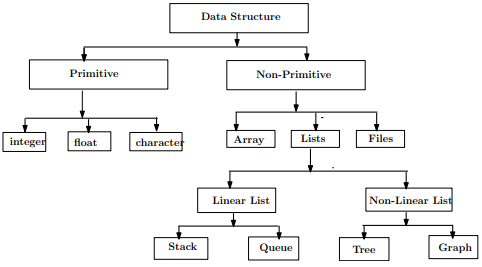 Data Structure
Primitive
Non-Primitive
integer
float
character
Array
Lists
Files
Linear List
Non-Linear List
Stack
Queue
Tree
Graph